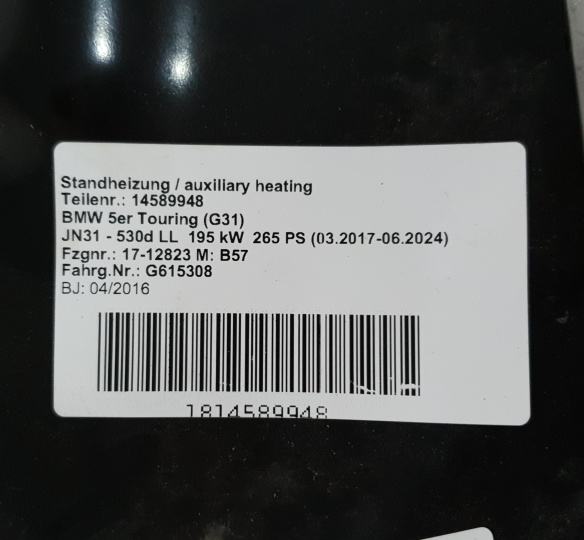 Standheizung / auxiliary heating
Teilenr.: 14589948
BMW 5er Touring (G31)
JN31 - 530d LL 195 kW 265 PS (03.2017-06.2024)
Fzgnr.: 17-12823 M: B57
Fahrg.Nr.: G615308
BJ: 04/2016
1814589948